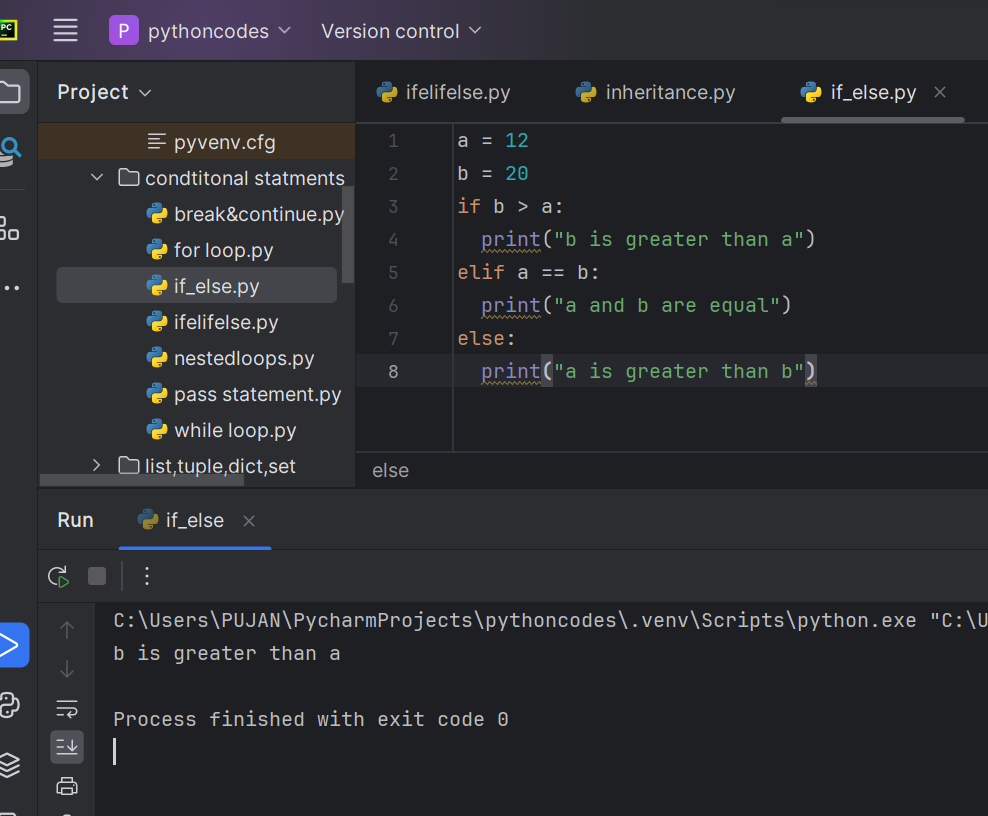 PC
P pythoncodes Version control
Project
pyvenv.cfg
condtitonal statments
break&continue.py
for loop.py
if_else.py
ifelifelse.py
nestedloops.py
pass statement.py
while loop.py
list,tuple,dict,set
ifelifelse.py inheritance.py if_else.py
1 a = 12
2 b = 20
3 if b > a:
4   print("b is greater than a")
5 elif a == b:
6   print("a and b are equal")
7 else:
8   print("a is greater than b")
else
Run if_else
C:\Users\PUJAN\PycharmProjects\pythoncodes\.venv\Scripts\python.exe "C:\U
b is greater than a
Process finished with exit code 0